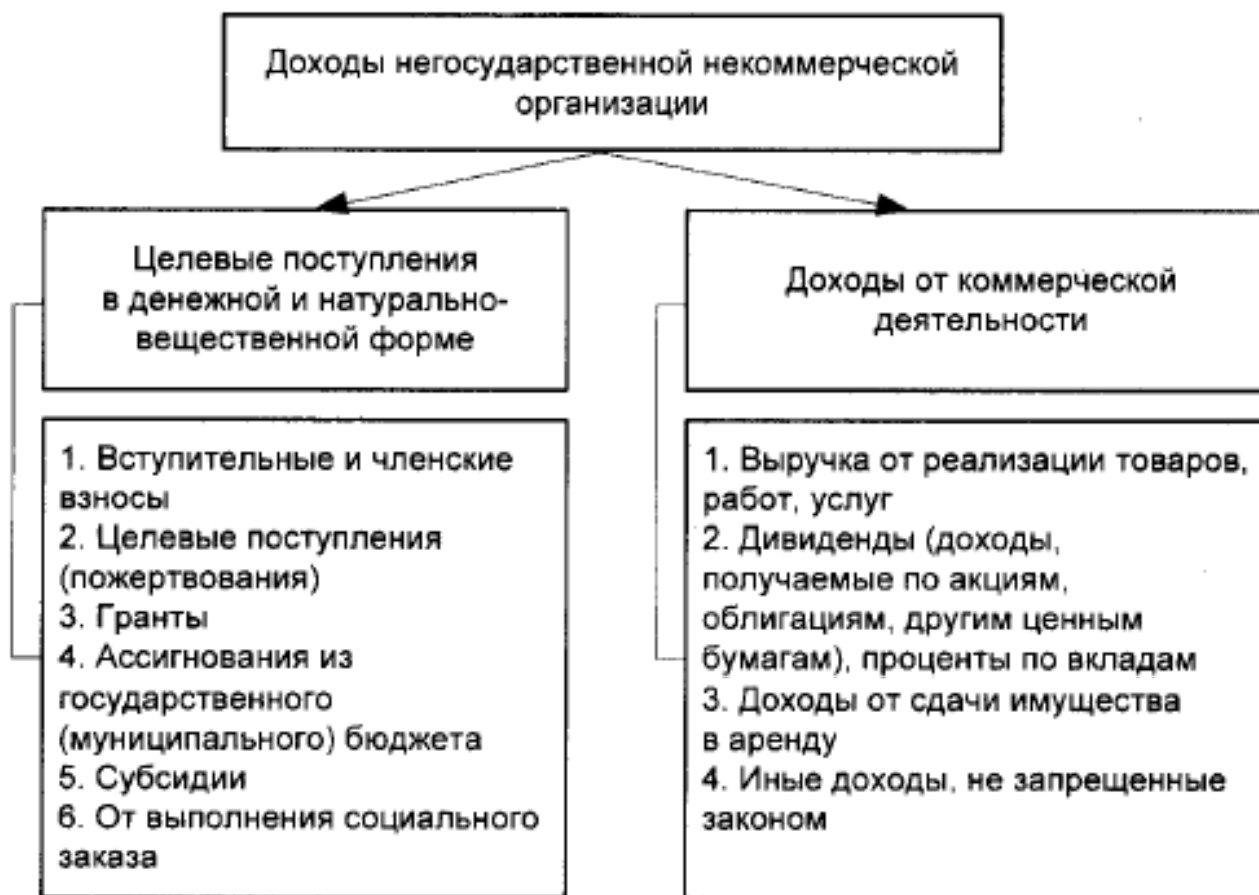 Доходы негосударственной некоммерческой
организации
Целевые поступления
в денежной и натурально-
вещественной форме
Доходы от коммерческой
деятельности
1. Вступительные и членские
взносы
2. Целевые поступления
(пожертвования)
3. Гранты
4. Ассигнования из
государственного
(муниципального) бюджета
5. Субсидии
6. От выполнения социального
заказа
1. Выручка от реализации товаров,
работ, услуг
2. Дивиденды (доходы,
получаемые по акциям,
облигациям, другим ценным
бумагам), проценты по вкладам
3. Доходы от сдачи имущества
в аренду
4. Иные доходы, не запрещенные
законом